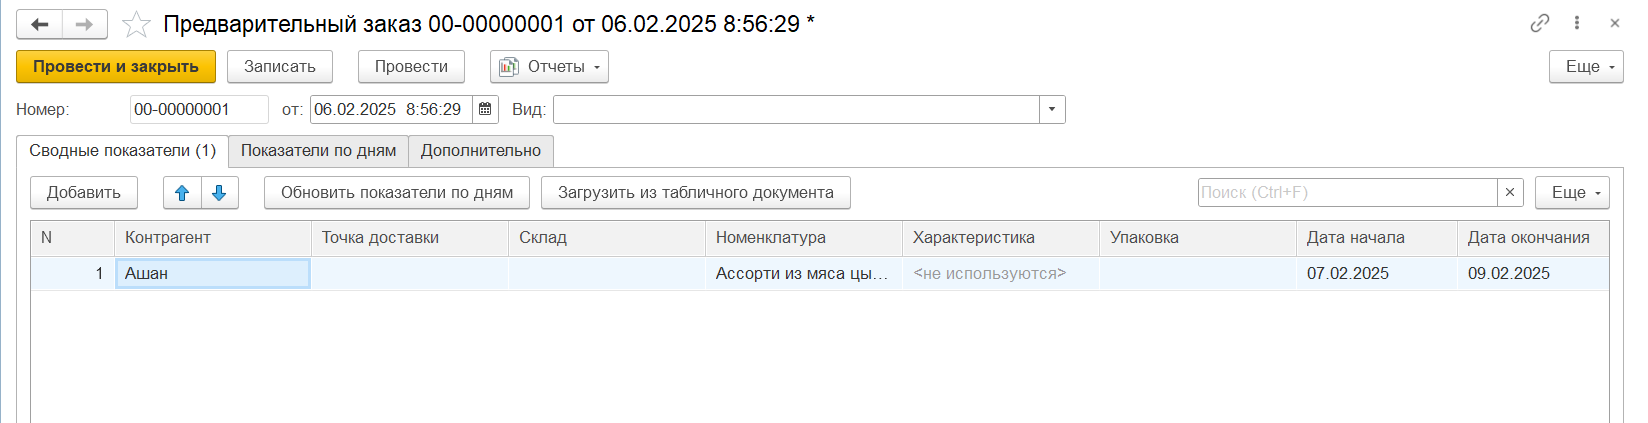 Предварительный заказ 00-00000001 от 06.02.2025 8:56:29 *
Провести и закрыть Записать Провести Отчеты Еще
Номер: 00-00000001 от: 06.02.2025 8:56:29 Вид:
Сводные показатели (1) Показатели по дням Дополнительно
Добавить Обновить показатели по дням Загрузить из табличного документа Поиск (Ctrl+F) × Еще
N Контрагент Точка доставки Склад Номенклатура Характеристика Упаковка Дата начала Дата окончания
1 Ашан Ассорти из мяса цы... <не используются> 07.02.2025 09.02.2025